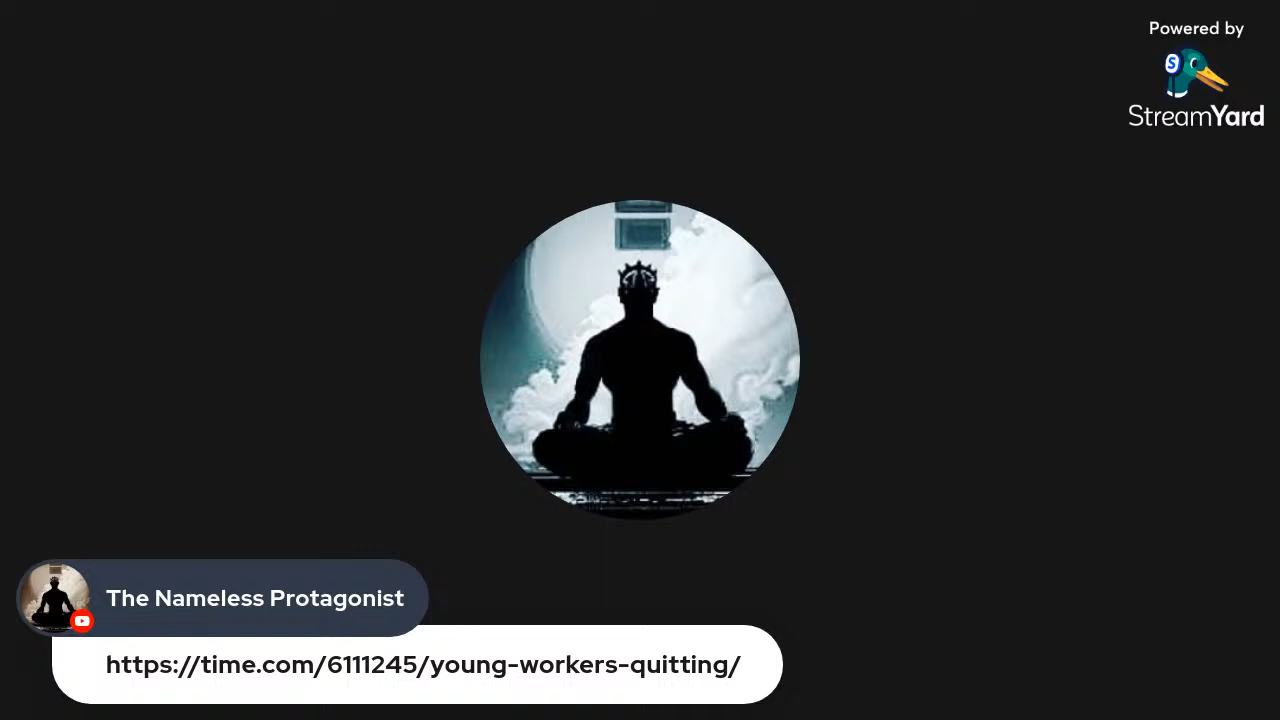 Powered by
S
StreamYard
The Nameless Protagonist
https://time.com/6111245/young-workers-quitting/